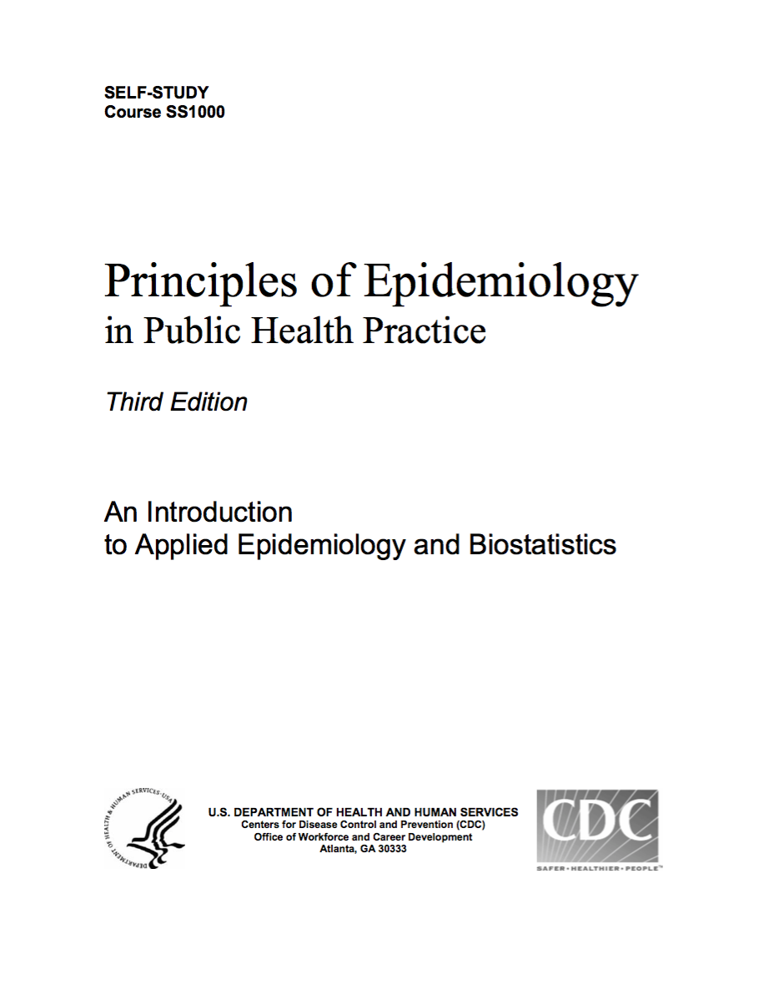 SELF-STUDY
Course SS1000
Principles of Epidemiology
in Public Health Practice
Third Edition
An Introduction
to Applied Epidemiology and Biostatistics
DEPARTMENT OF HEALTH & HUMAN SERVICES·USA
U.S. DEPARTMENT OF HEALTH AND HUMAN SERVICES
Centers for Disease Control and Prevention (CDC)
Office of Workforce and Career Development
Atlanta, GA 30333
CDC
SAFER·HEALTHIER·PEOPLE™